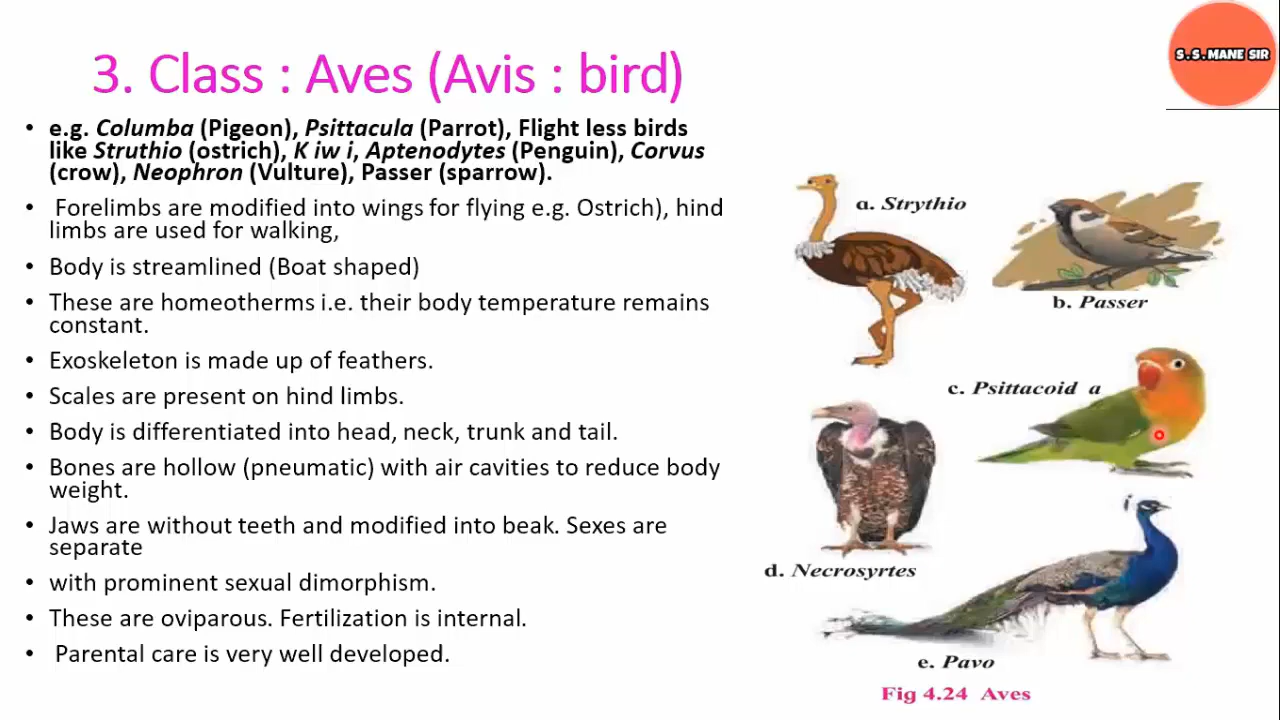 3. Class : Aves (Avis : bird)
S.S.MANE SIR
• e.g. Columba (Pigeon), Psittacula (Parrot), Flight less birds
like Struthio (ostrich), K iw i, Aptenodytes (Penguin), Corvus
(crow), Neophron (Vulture), Passer (sparrow).
• Forelimbs are modified into wings for flying e.g. Ostrich), hind
limbs are used for walking,
• Body is streamlined (Boat shaped)
• These are homeotherms i.e. their body temperature remains
constant.
• Exoskeleton is made up of feathers.
• Scales are present on hind limbs.
• Body is differentiated into head, neck, trunk and tail.
• Bones are hollow (pneumatic) with air cavities to reduce body
weight.
• Jaws are without teeth and modified into beak. Sexes are
separate
• with prominent sexual dimorphism.
• These are oviparous. Fertilization is internal.
• Parental care is very well developed.
a. Strythio
b. Passer
c. Psittacoid a
d. Necrosyrtes
e. Pavo
Fig 4.24 Aves